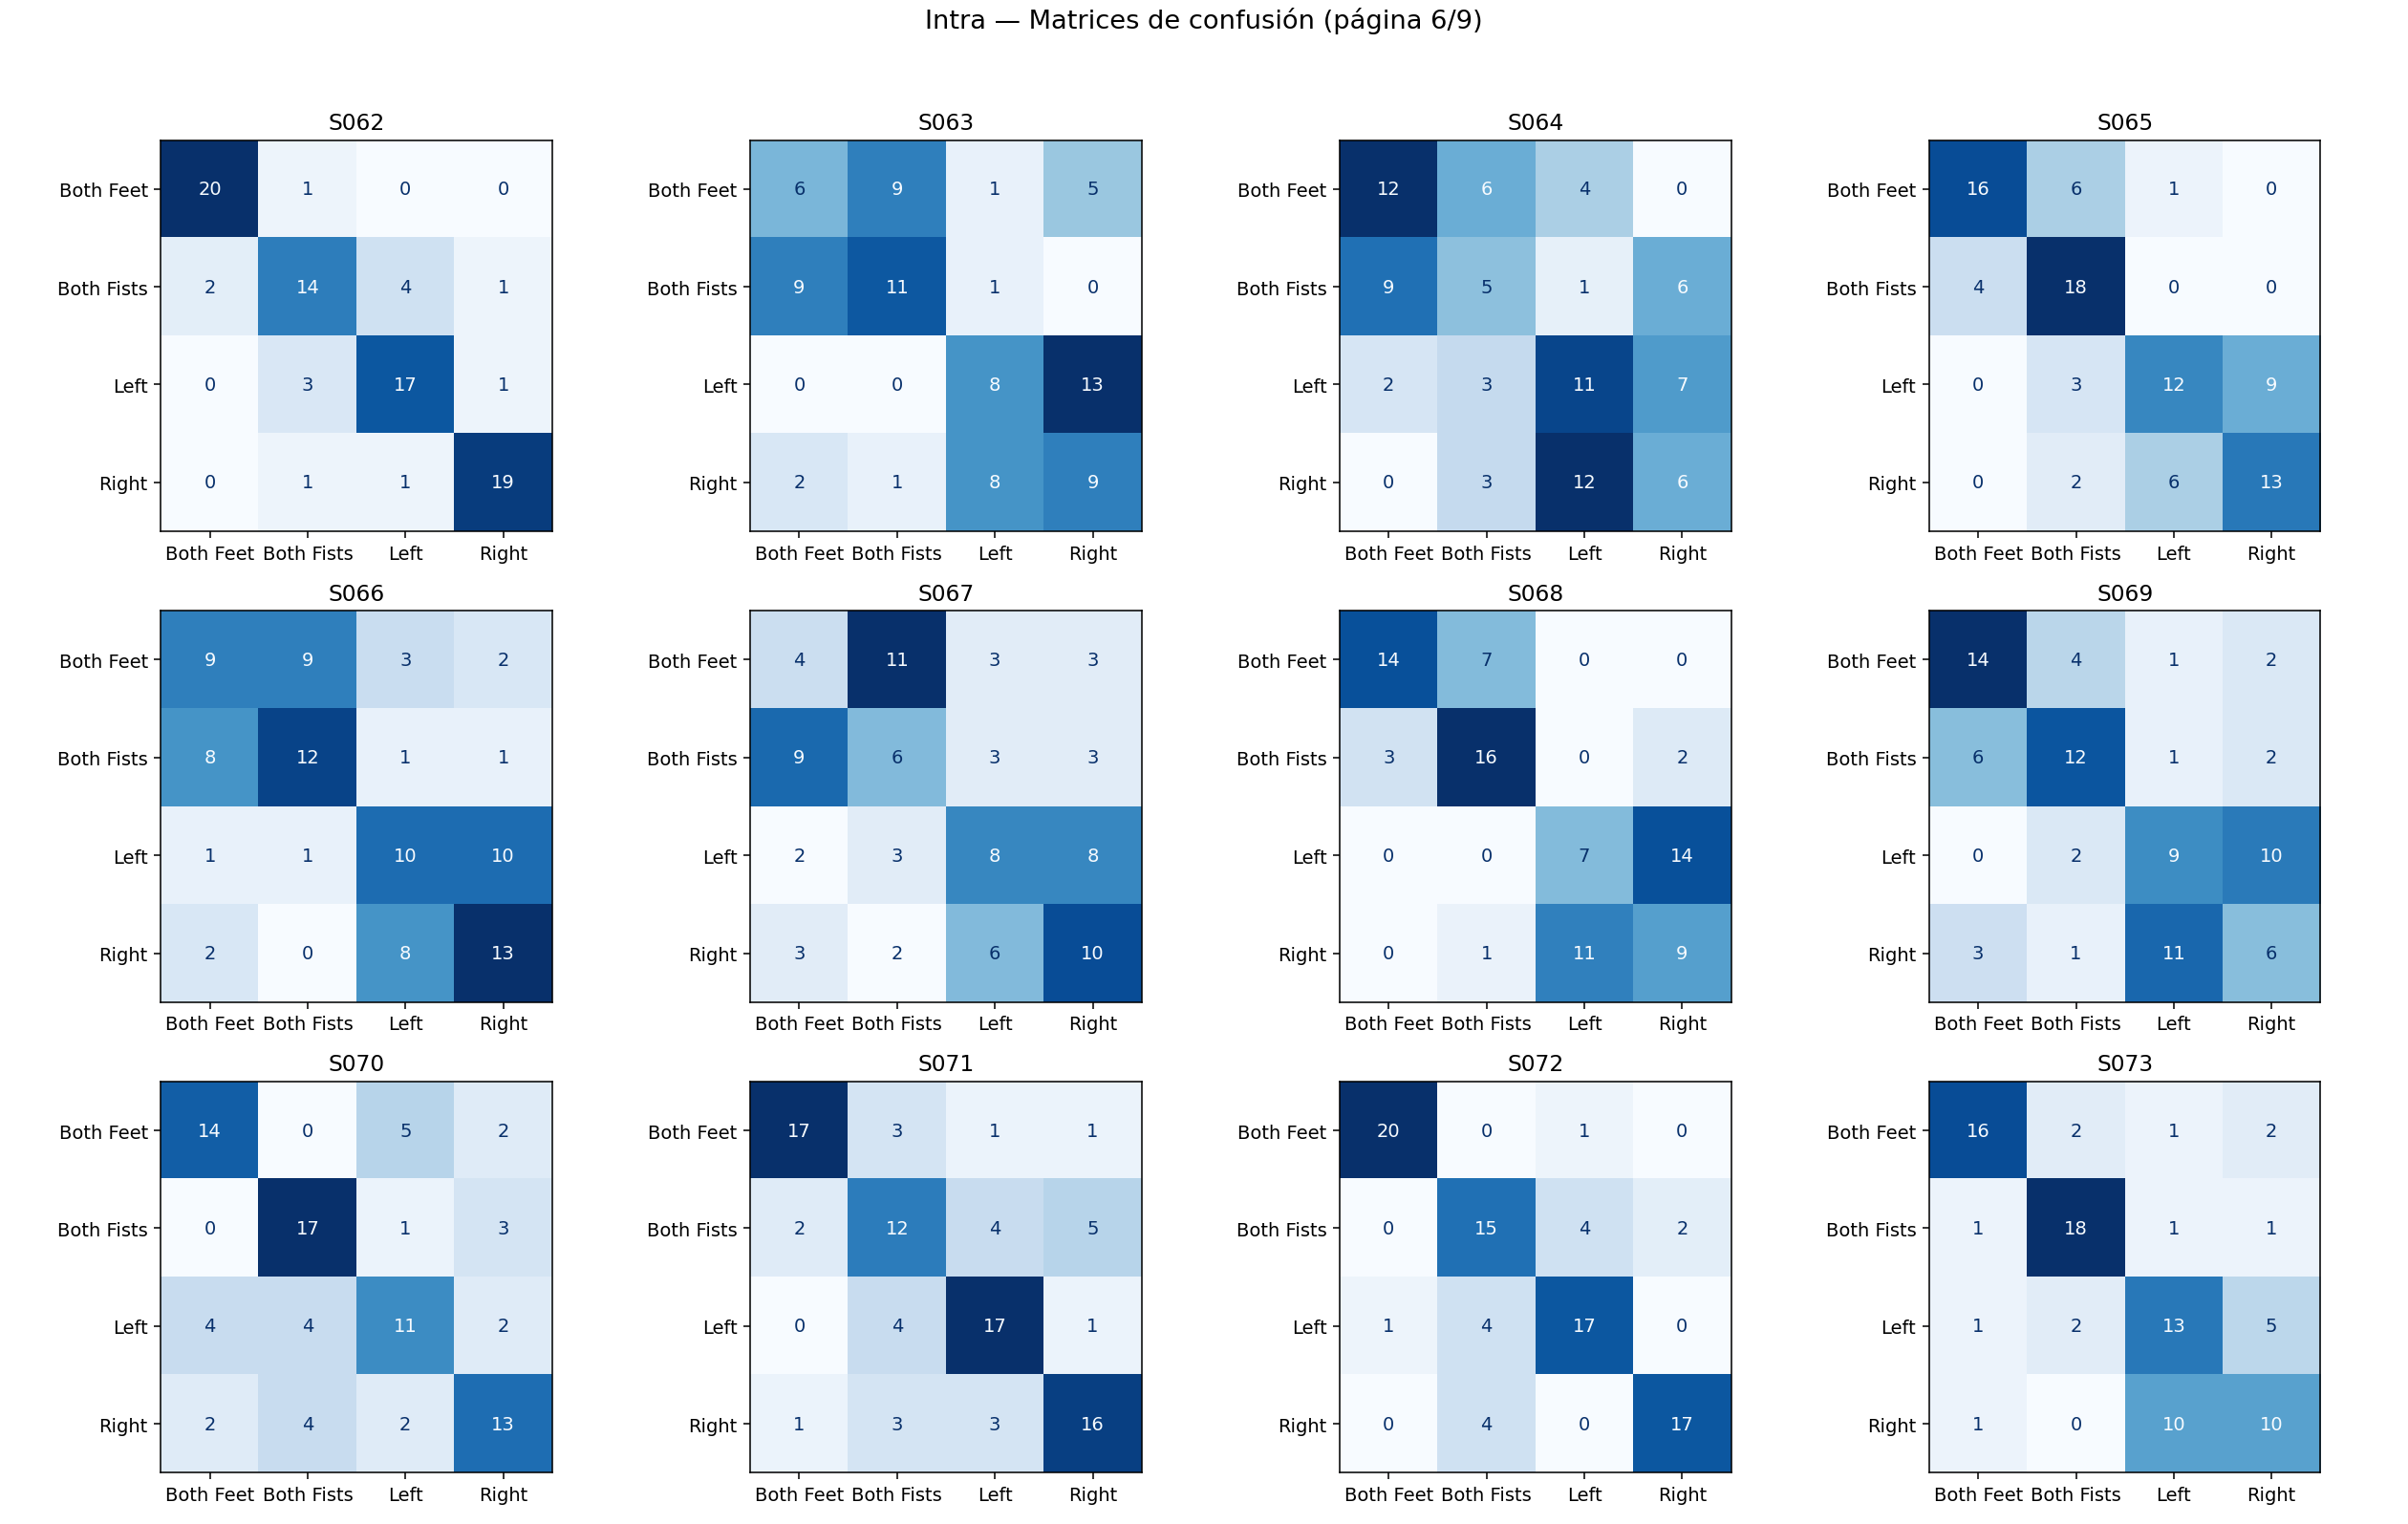 Intra — Matrices de confusión (página 6/9)
S062 S063 S064 S065
Both Feet 20 1 0 0 Both Feet 6 9 1 5 Both Feet 12 6 4 0 Both Feet 16 6 1 0
Both Fists 2 14 4 1 Both Fists 9 11 1 0 Both Fists 9 5 1 6 Both Fists 4 18 0 0
Left 0 3 17 1 Left 0 0 8 13 Left 2 3 11 7 Left 0 3 12 9
Right 0 1 1 19 Right 2 1 8 9 Right 0 3 12 6 Right 0 2 6 13
Both Feet Both Fists Left Right Both Feet Both Fists Left Right Both Feet Both Fists Left Right Both Feet Both Fists Left Right
S066 S067 S068 S069
Both Feet 9 9 3 2 Both Feet 4 11 3 3 Both Feet 14 7 0 0 Both Feet 14 4 1 2
Both Fists 8 12 1 1 Both Fists 9 6 3 3 Both Fists 3 16 0 2 Both Fists 6 12 1 2
Left 1 1 10 10 Left 2 3 8 8 Left 0 0 7 14 Left 0 2 9 10
Right 2 0 8 13 Right 3 2 6 10 Right 0 1 11 9 Right 3 1 11 6
Both Feet Both Fists Left Right Both Feet Both Fists Left Right Both Feet Both Fists Left Right Both Feet Both Fists Left Right
S070 S071 S072 S073
Both Feet 14 0 5 2 Both Feet 17 3 1 1 Both Feet 20 0 1 0 Both Feet 16 2 1 2
Both Fists 0 17 1 3 Both Fists 2 12 4 5 Both Fists 0 15 4 2 Both Fists 1 18 1 1
Left 4 4 11 2 Left 0 4 17 1 Left 1 4 17 0 Left 1 2 13 5
Right 2 4 2 13 Right 1 3 3 16 Right 0 4 0 17 Right 1 0 10 10
Both Feet Both Fists Left Right Both Feet Both Fists Left Right Both Feet Both Fists Left Right Both Feet Both Fists Left Right